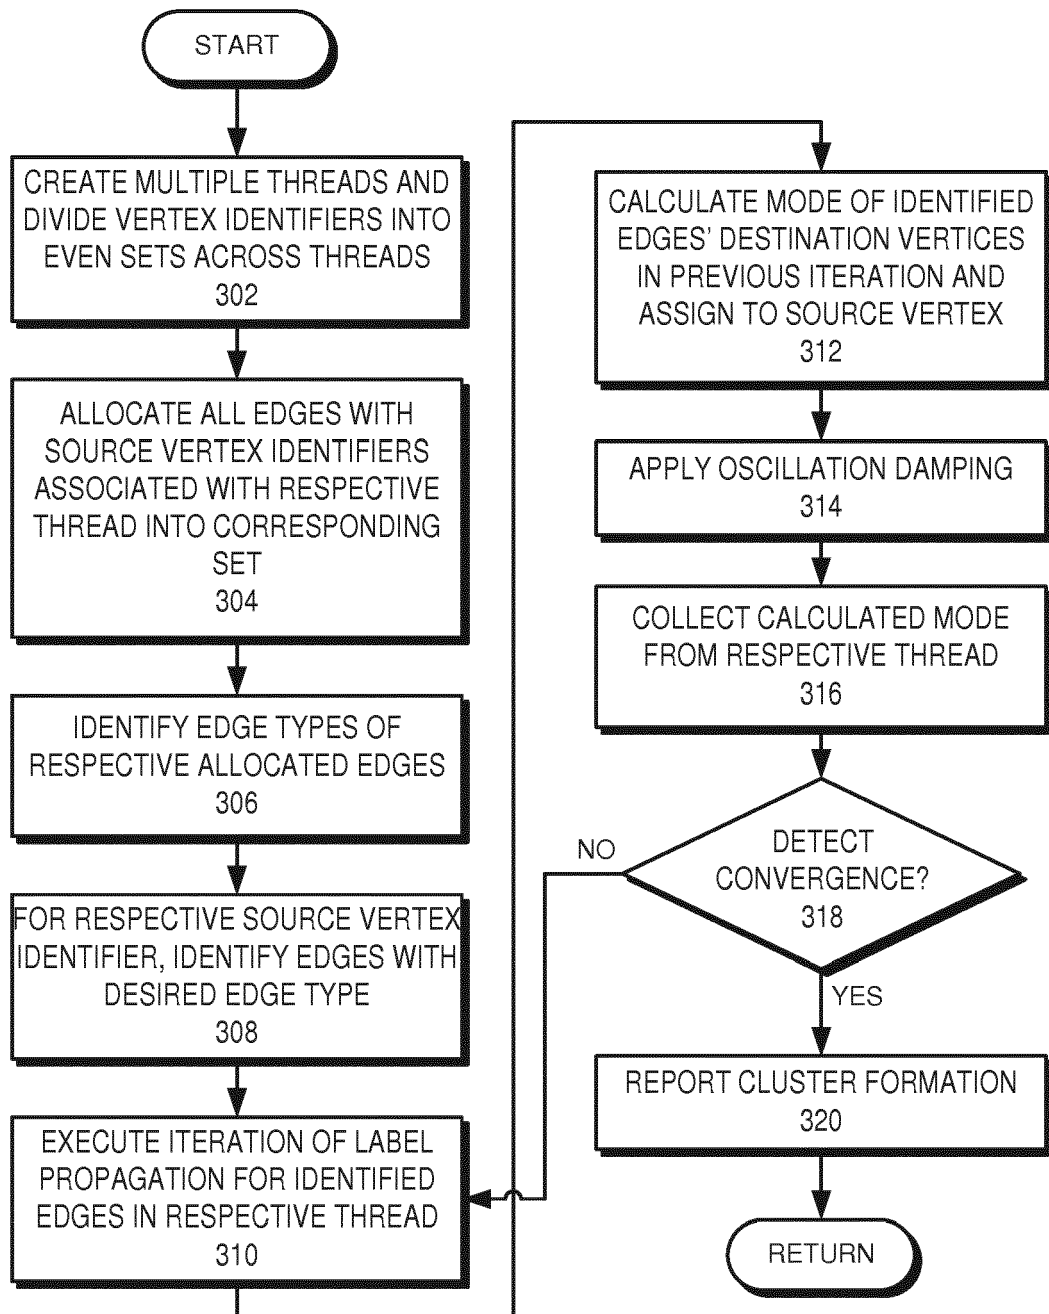 START
CREATE MULTIPLE THREADS AND
DIVIDE VERTEX IDENTIFIERS INTO
EVEN SETS ACROSS THREADS
302
ALLOCATE ALL EDGES WITH
SOURCE VERTEX IDENTIFIERS
ASSOCIATED WITH RESPECTIVE
THREAD INTO CORRESPONDING
SET
304
IDENTIFY EDGE TYPES OF
RESPECTIVE ALLOCATED EDGES
306
FOR RESPECTIVE SOURCE VERTEX
IDENTIFIER, IDENTIFY EDGES WITH
DESIRED EDGE TYPE
308
EXECUTE ITERATION OF LABEL
PROPAGATION FOR IDENTIFIED
EDGES IN RESPECTIVE THREAD
310
CALCULATE MODE OF IDENTIFIED
EDGES' DESTINATION VERTICES
IN PREVIOUS ITERATION AND
ASSIGN TO SOURCE VERTEX
312
APPLY OSCILLATION DAMPING
314
COLLECT CALCULATED MODE
FROM RESPECTIVE THREAD
316
DETECT
CONVERGENCE?
318
NO
YES
REPORT CLUSTER FORMATION
320
RETURN